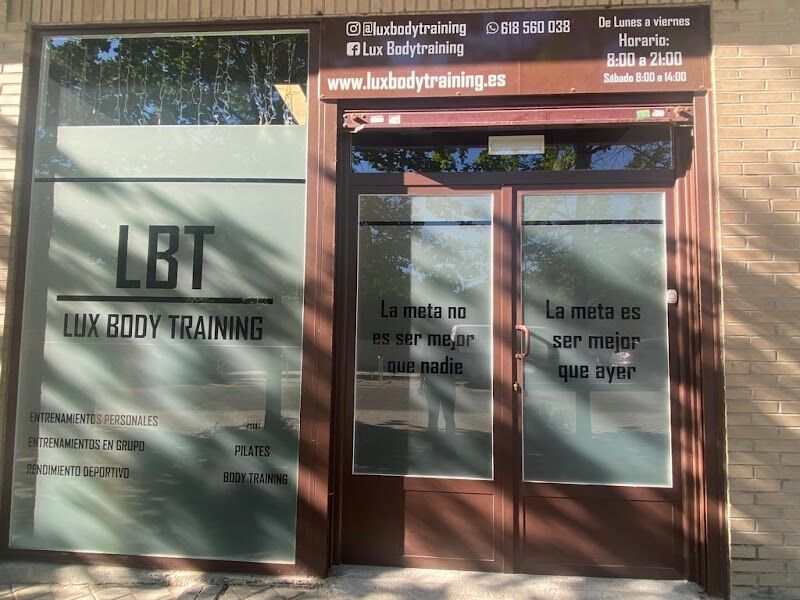 @luxbodytraining
618 560 038
Lux Bodytraining
www.luxbodytraining.es
De Lunes a viernes
Horario:
8:00 a 21:00
Sábado 8:00 a 14:00
LBT
LUX BODY TRAINING
ENTRENAMIENTOS PERSONALES
ENTRENAMIENTOS EN GRUPO
RENDIMIENTO DEPORTIVO
PILATES
BODY TRAINING
La meta no
es ser mejor
que nadie
La meta es
ser mejor
que ayer